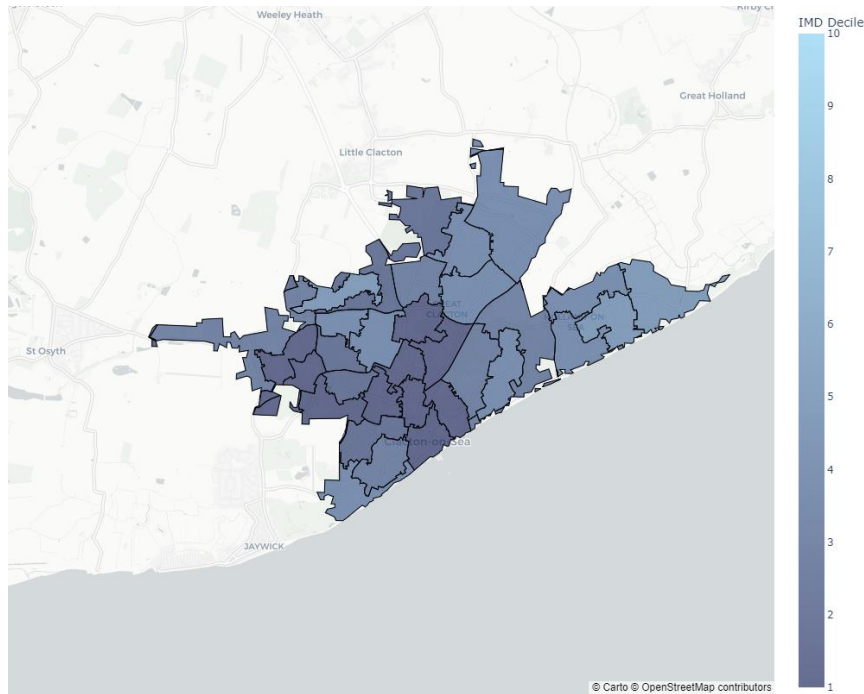 Weeley Heath
Great Holland
Little Clacton
GREAT
CLACTON
SEA
St Osyth
Clacton-on-Sea
JAYWICK
© Carto © OpenStreetMap contributors
IMD Decile
10
9
8
7
6
5
4
3
2
1